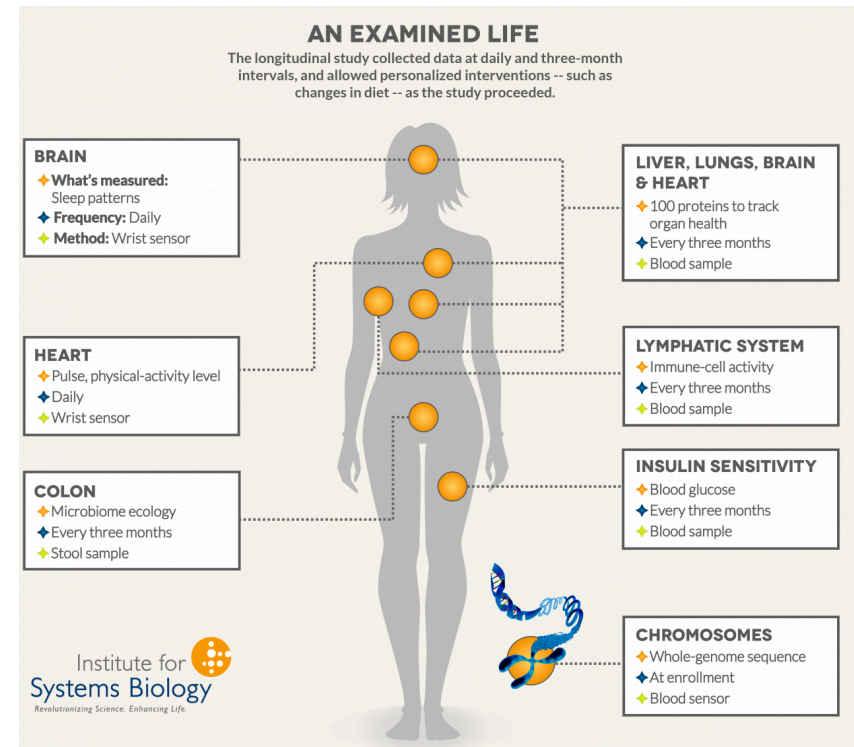 AN EXAMINED LIFE
The longitudinal study collected data at daily and three-month
intervals, and allowed personalized interventions -- such as
changes in diet -- as the study proceeded.
BRAIN
What's measured:
Sleep patterns
Frequency: Daily
Method: Wrist sensor
HEART
Pulse, physical-activity level
Daily
Wrist sensor
COLON
Microbiome ecology
Every three months
Stool sample
LIVER, LUNGS, BRAIN
& HEART
100 proteins to track
organ health
Every three months
Blood sample
LYMPHATIC SYSTEM
Immune-cell activity
Every three months
Blood sample
INSULIN SENSITIVITY
Blood glucose
Every three months
Blood sample
CHROMOSOMES
Whole-genome sequence
At enrollment
Blood sensor
Institute for
Systems Biology
Revolutionizing Science. Enhancing Life.